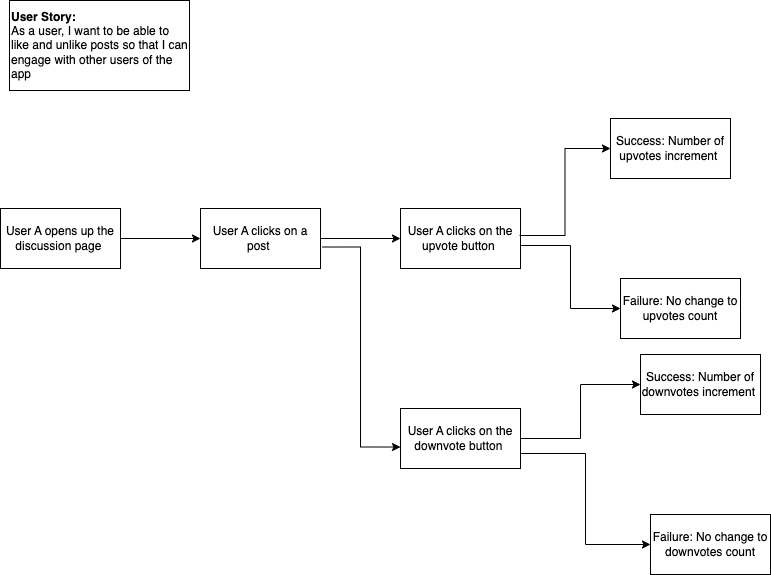 User Story:
As a user, I want to be able to
like and unlike posts so that I can
engage with other users of the
app
Success: Number of
upvotes increment
User A opens up the
discussion page
User A clicks on a
post
User A clicks on the
upvote button
Failure: No change to
upvotes count
Success: Number of
downvotes increment
User A clicks on the
downvote button
Failure: No change to
downvotes count